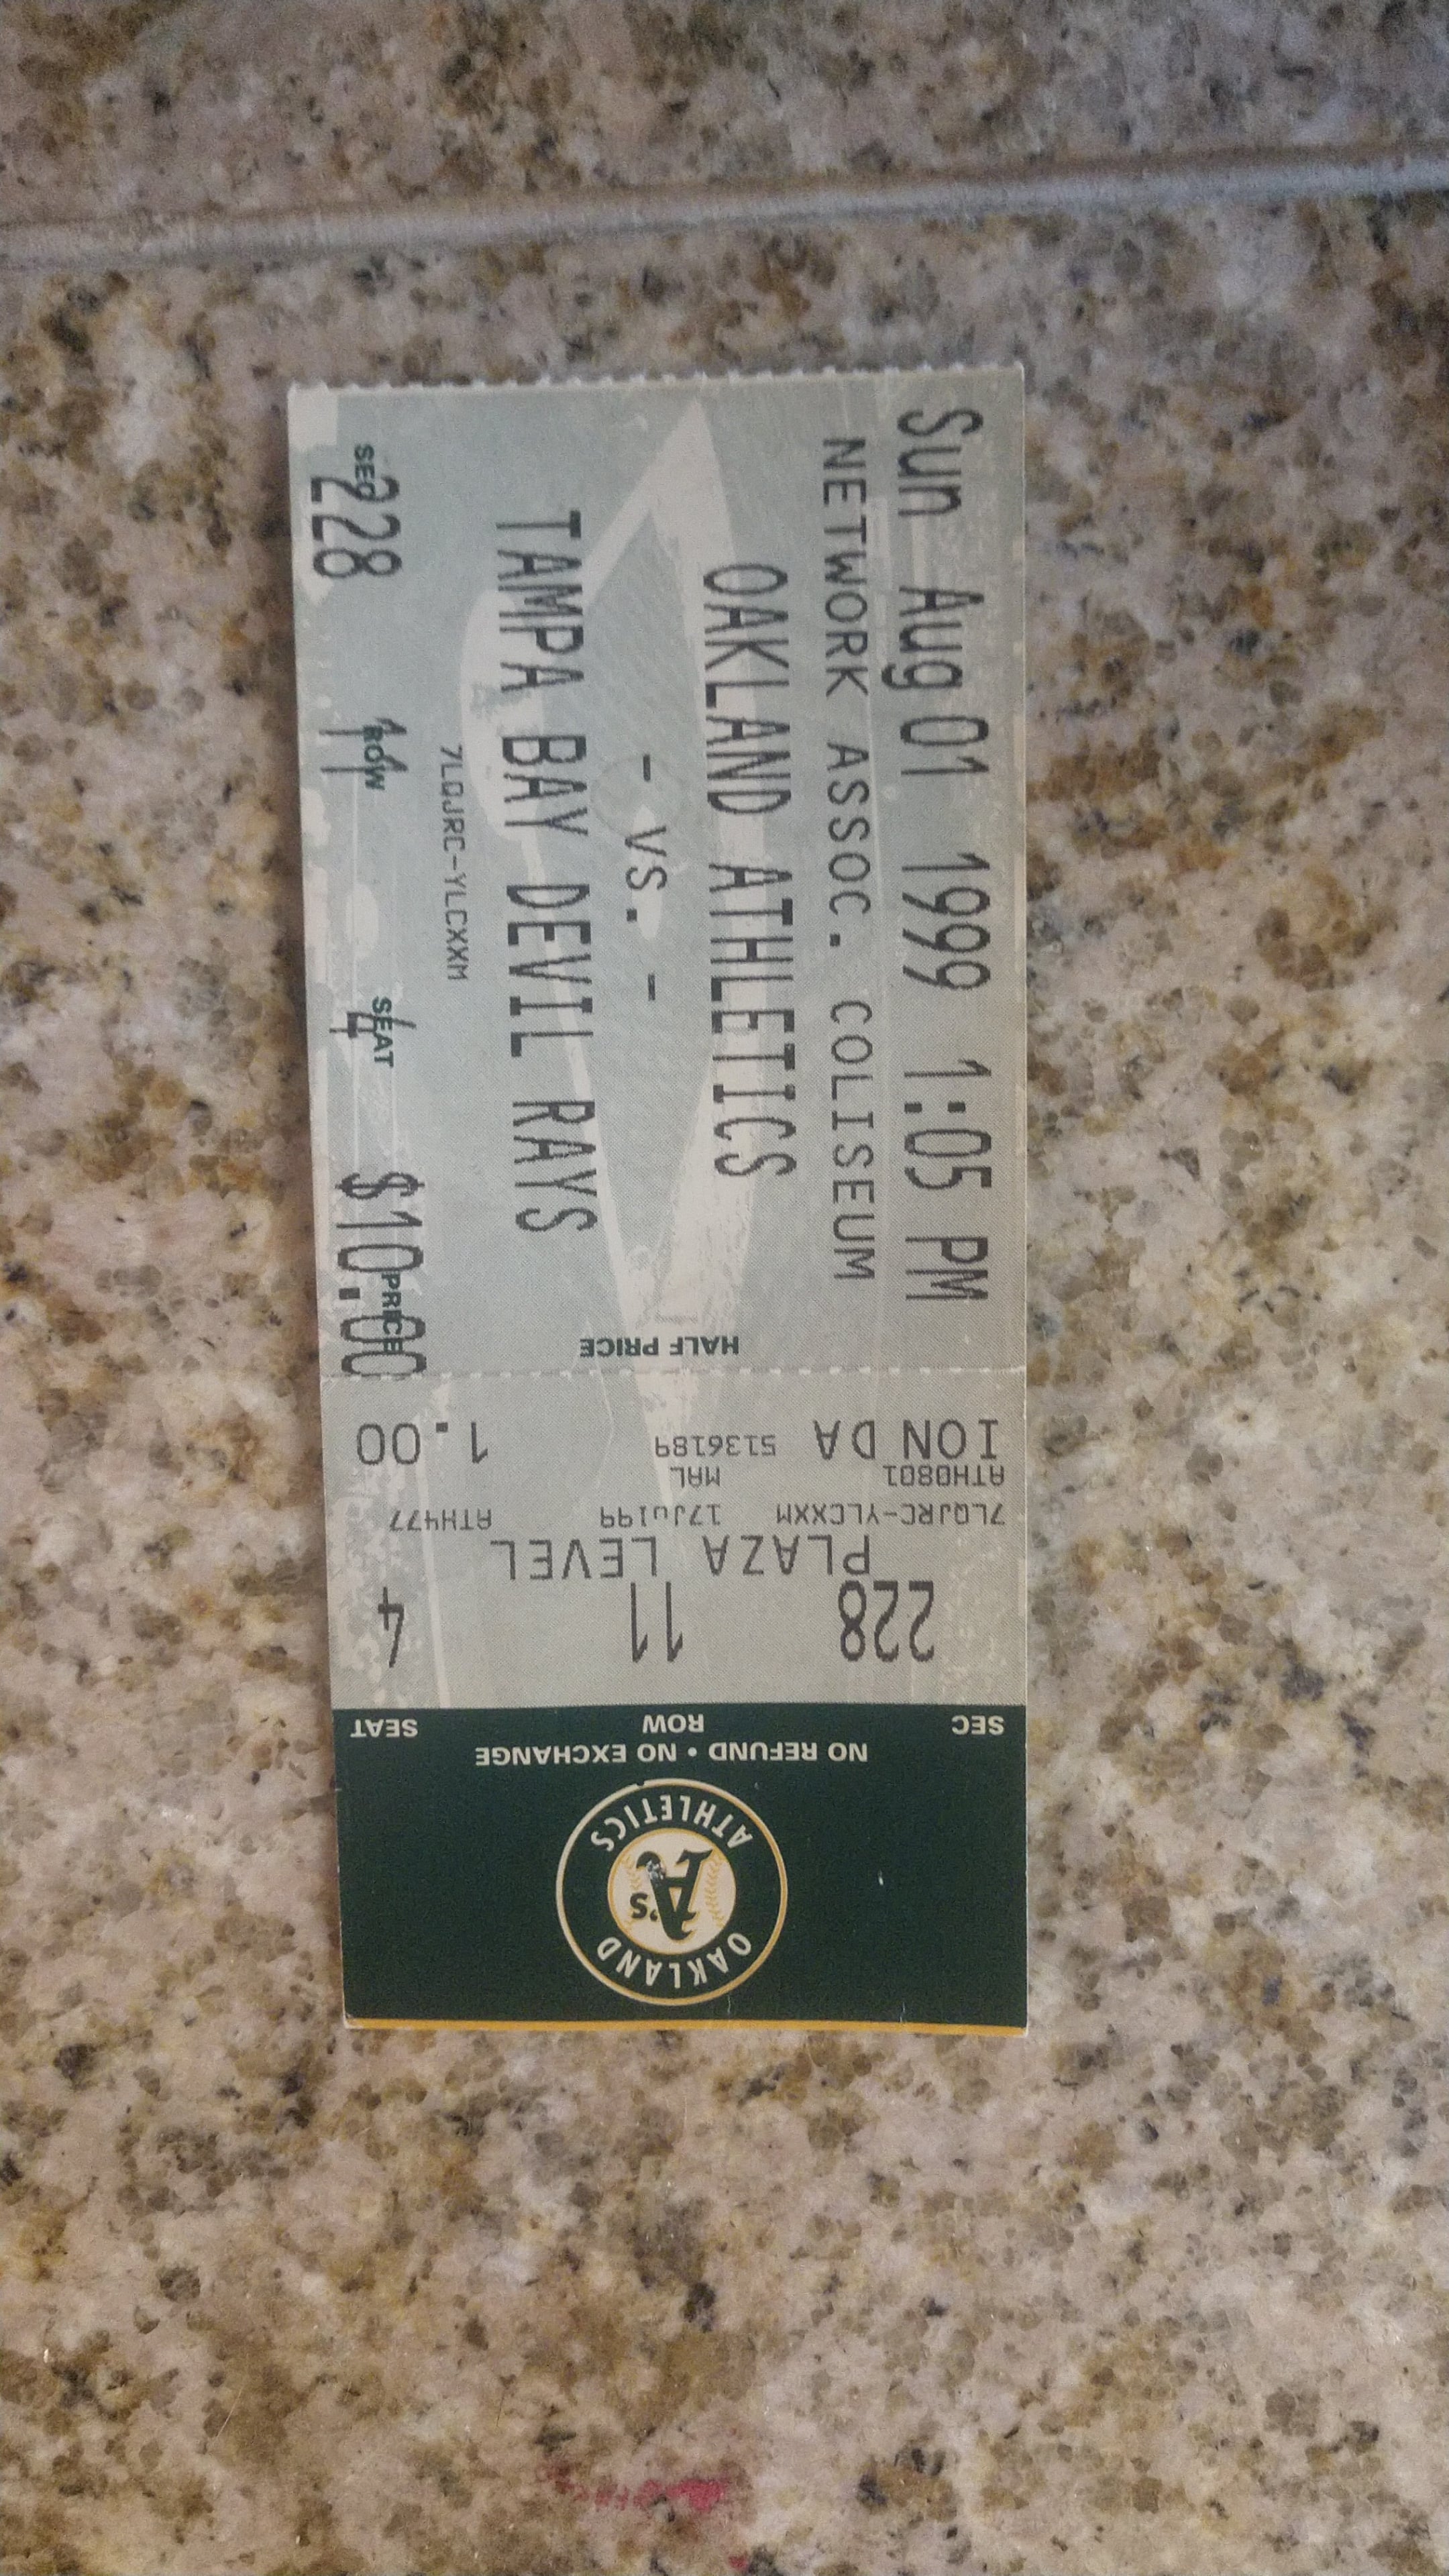 Sun Aug 01 1999 1:05 PM
NETWORK ASSOC. COLISEUM
OAKLAND ATHLETICS
- VS. -
TAMPA BAY DEVIL RAYS
7LQJRC-YLCXXM
SEC ROW SEAT PRICE
228 11 4 $10.00
OAKLAND A's ATHLETICS
NO REFUND • NO EXCHANGE
SEC ROW SEAT
228 11 4
PLAZA LEVEL
7LQJRC-YLCXXM 17Jul99 ATH477
ATH0801 MAL
ION DA 5136189 1.00
HALF PRICE